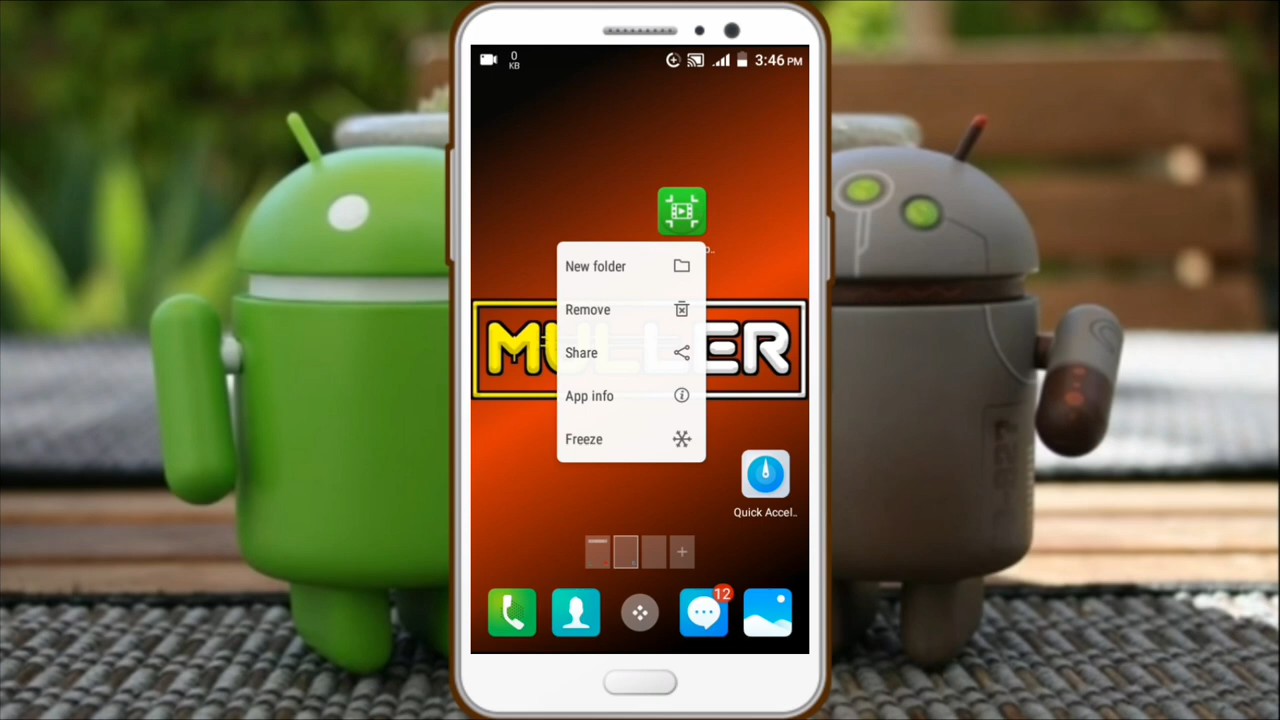 0
KB
3:46 PM
New folder
Remove
Share
App info
Freeze
MULLER
Quick Accel..
12